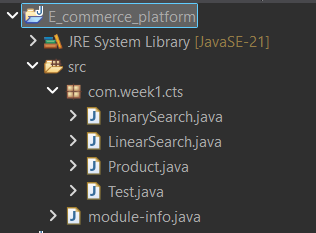 E_commerce_platform
JRE System Library [JavaSE-21]
src
com.week1.cts
BinarySearch.java
LinearSearch.java
Product.java
Test.java
module-info.java